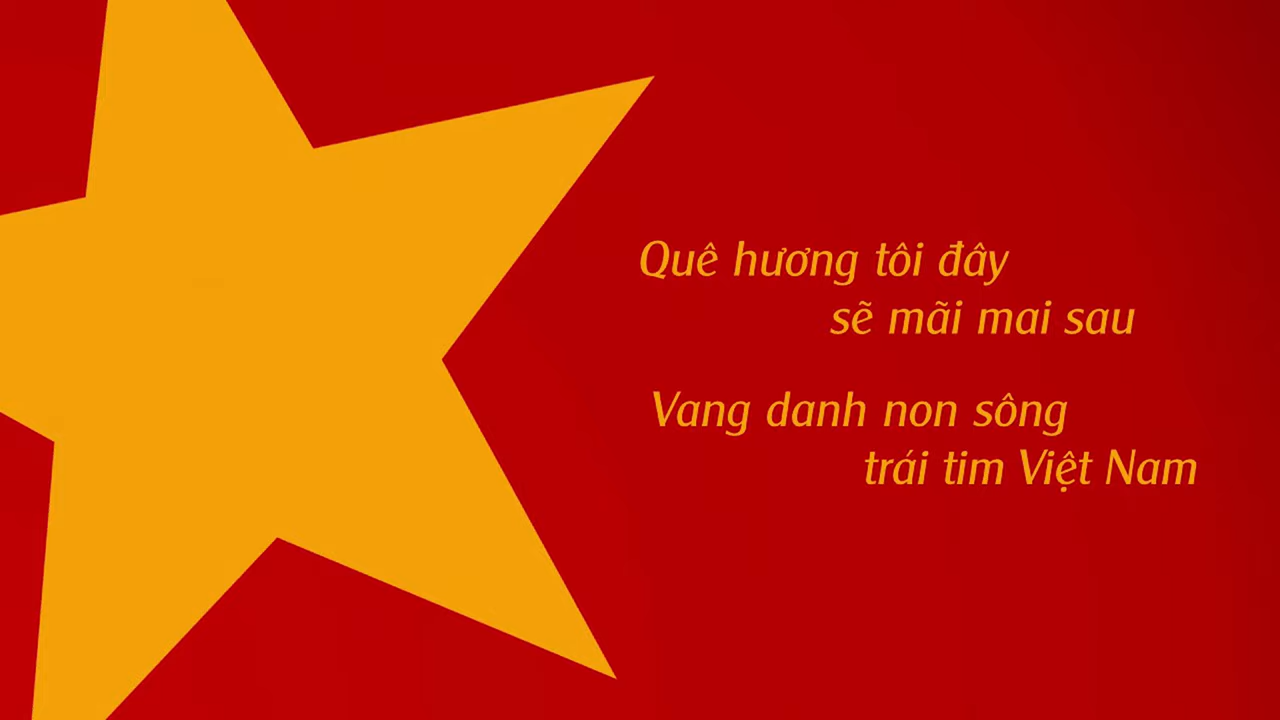 Quê hương tôi đây
sẽ mãi mai sau
Vang danh non sông
trái tim Việt Nam